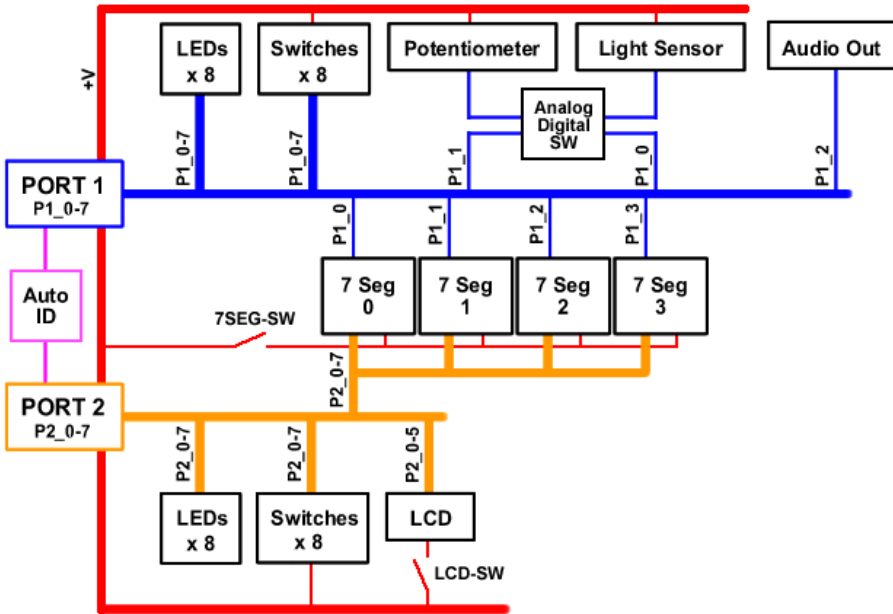 LEDs
x 8
Switches
x 8
Potentiometer
Light Sensor
Audio Out
+V
Analog
Digital
SW
P1_0-7
P1_0-7
P1_1
P1_0
P1_2
PORT 1
P1_0-7
P1_0
P1_1
P1_2
P1_3
Auto
ID
7 Seg
0
7 Seg
1
7 Seg
2
7 Seg
3
7SEG-SW
P2_0-7
PORT 2
P2_0-7
P2_0-7
P2_0-7
P2_0-5
LEDs
x 8
Switches
x 8
LCD
LCD-SW